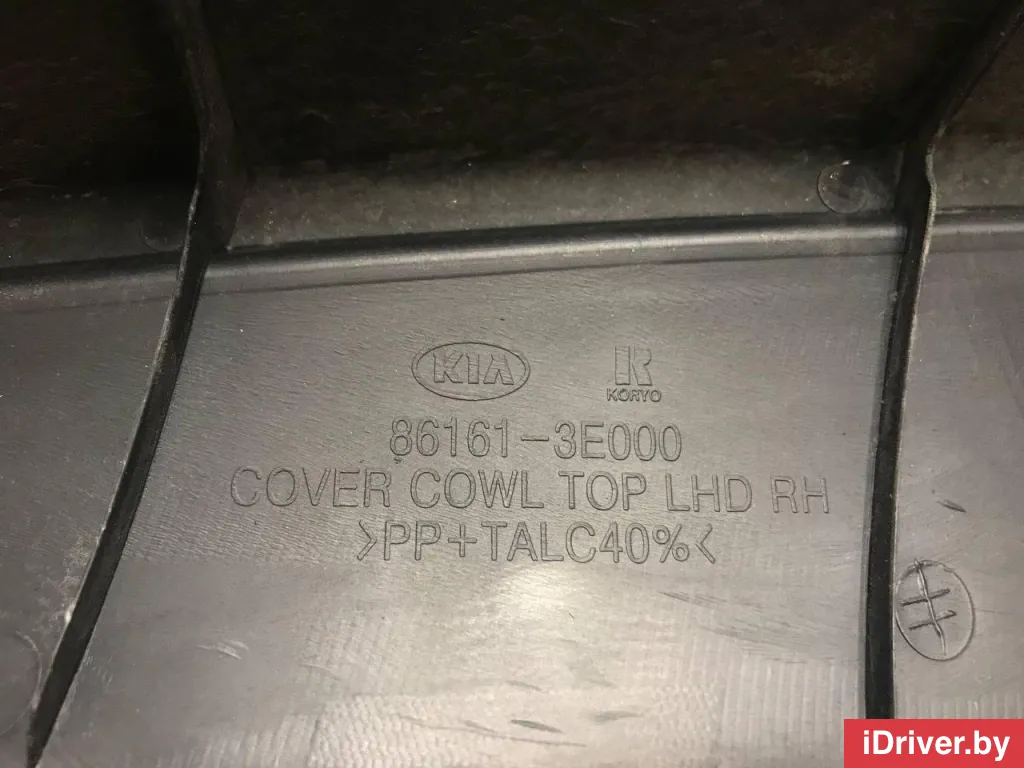 KIA
KORYO
86161-3E000
COVER COWL TOP LHD RH
>PP+TALC40%<
iDriver.by